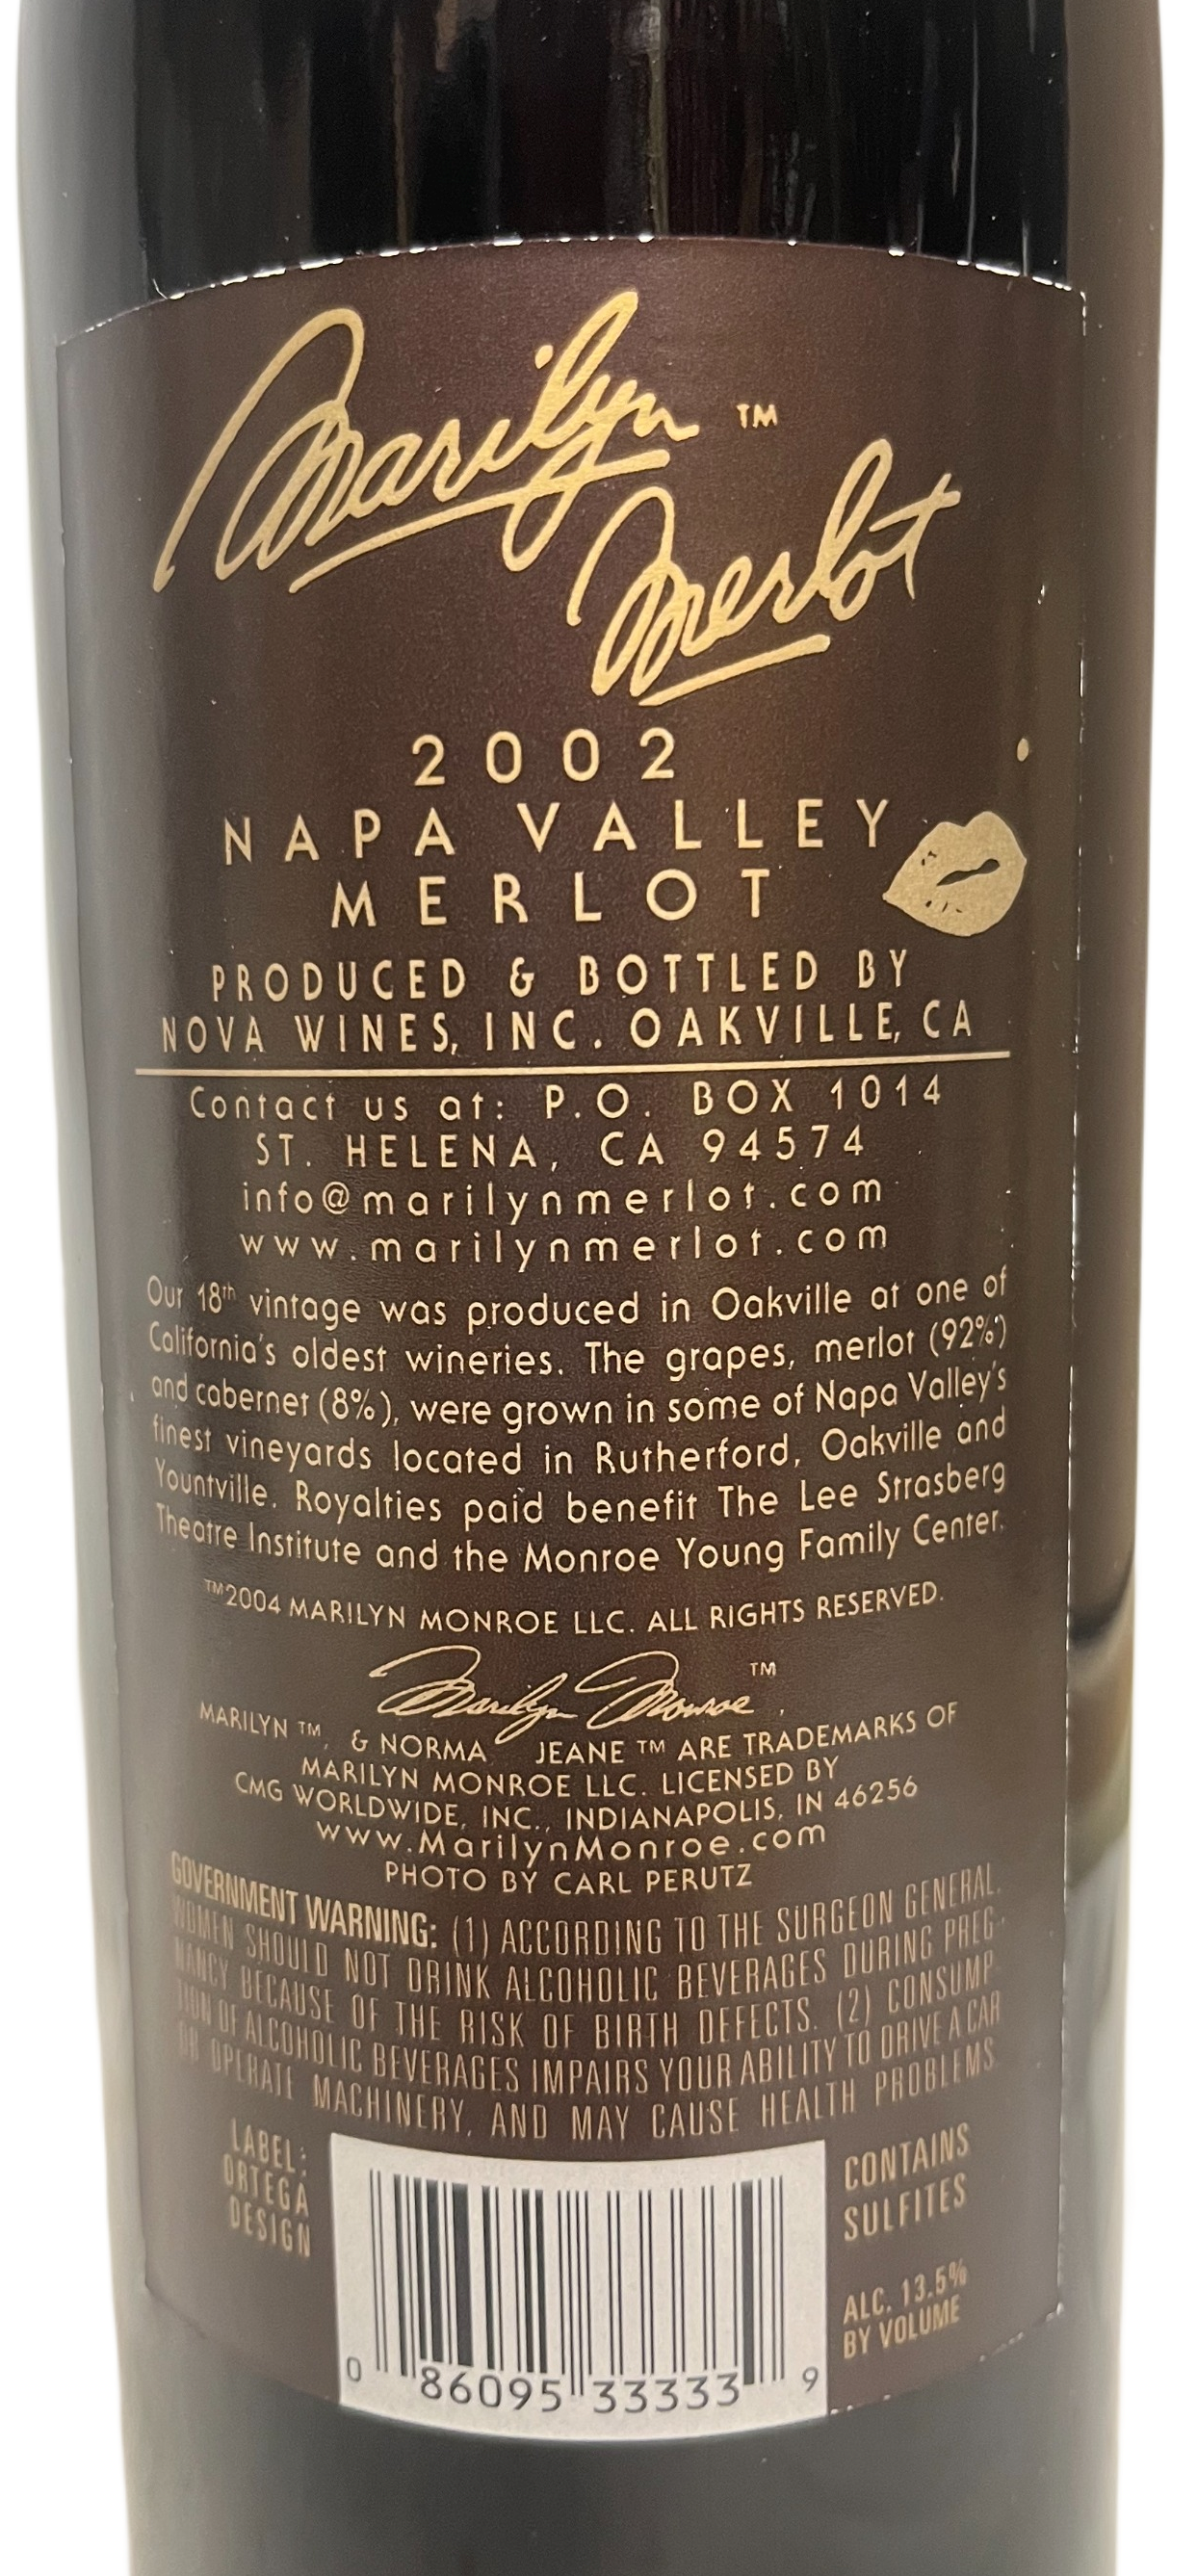 Marilyn ™
Merlot
2002
NAPA VALLEY
MERLOT
PRODUCED & BOTTLED BY
NOVA WINES, INC. OAKVILLE, CA
Contact us at: P.O. BOX 1014
ST. HELENA, CA 94574
info@marilynmerlot.com
www.marilynmerlot.com
Our 18th vintage was produced in Oakville at one of
California's oldest wineries. The grapes, merlot (92%)
and cabernet (8%), were grown in some of Napa Valley's
finest vineyards located in Rutherford, Oakville and
Yountville. Royalties paid benefit The Lee Strasberg
Theatre Institute and the Monroe Young Family Center.
™2004 MARILYN MONROE LLC. ALL RIGHTS RESERVED.
Marilyn Monroe ™,
MARILYN ™, & NORMA JEANE ™ ARE TRADEMARKS OF
MARILYN MONROE LLC. LICENSED BY
CMG WORLDWIDE, INC., INDIANAPOLIS, IN 46256
www.MarilynMonroe.com
PHOTO BY CARL PERUTZ
GOVERNMENT WARNING: (1) ACCORDING TO THE SURGEON GENERAL,
WOMEN SHOULD NOT DRINK ALCOHOLIC BEVERAGES DURING PREG-
NANCY BECAUSE OF THE RISK OF BIRTH DEFECTS. (2) CONSUMP-
TION OF ALCOHOLIC BEVERAGES IMPAIRS YOUR ABILITY TO DRIVE A CAR
OR OPERATE MACHINERY, AND MAY CAUSE HEALTH PROBLEMS.
LABEL:
ORTEGA
DESIGN
CONTAINS
SULFITES
ALC. 13.5%
BY VOLUME
0 86095 33333 9